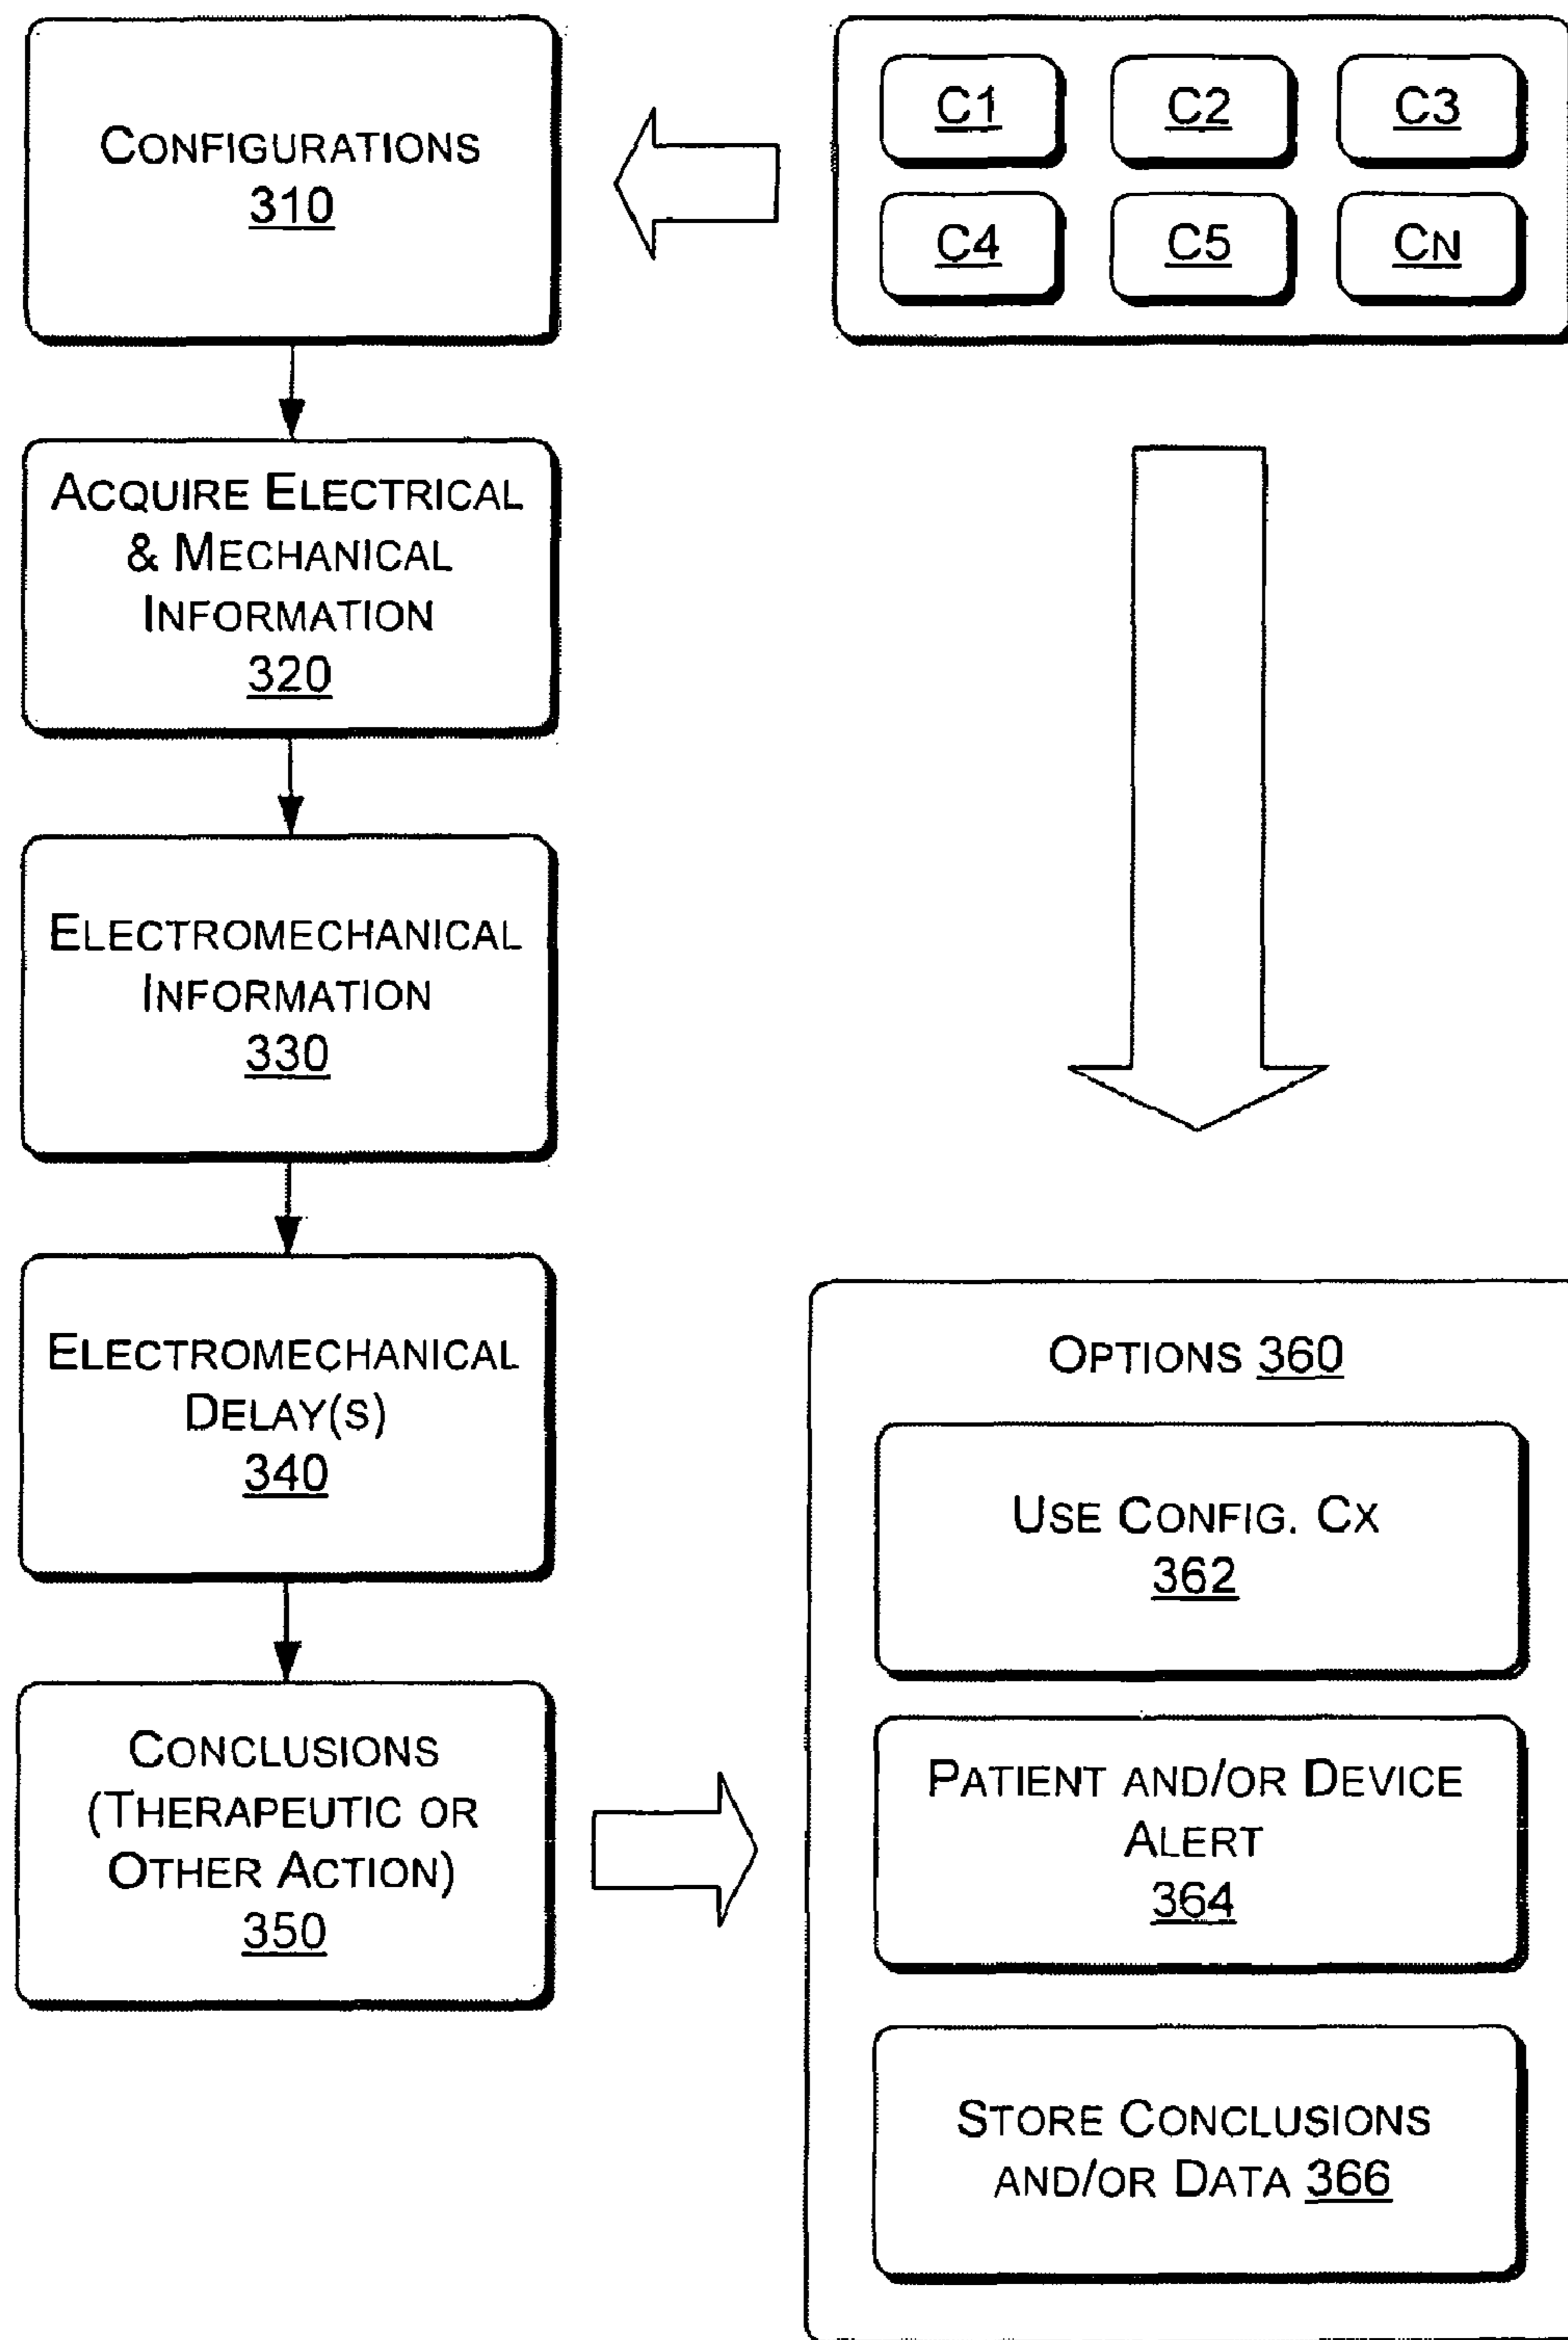 CONFIGURATIONS
310
C1
C2
C3
C4
C5
CN
ACQUIRE ELECTRICAL
& MECHANICAL
INFORMATION
320
ELECTROMECHANICAL
INFORMATION
330
ELECTROMECHANICAL
DELAY(S)
340
CONCLUSIONS
(THERAPEUTIC OR
OTHER ACTION)
350
OPTIONS 360
USE CONFIG. CX
362
PATIENT AND/OR DEVICE
ALERT
364
STORE CONCLUSIONS
AND/OR DATA 366